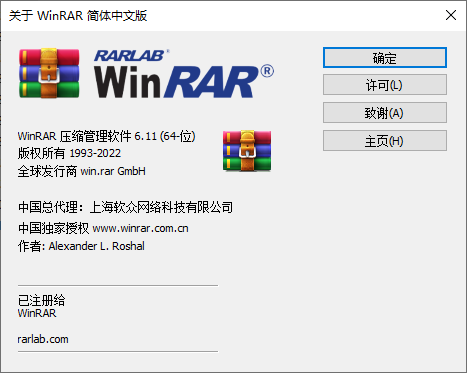 关于 WinRAR 简体中文版
RARLAB®
WinRAR®
确定
许可(L)
致谢(A)
主页(H)
WinRAR 压缩管理软件 6.11 (64-位)
版权所有 1993-2022
全球发行商 win.rar GmbH
中国总代理：上海软众网络科技有限公司
中国独家授权 www.winrar.com.cn
作者: Alexander L. Roshal
已注册给
WinRAR
rarlab.com